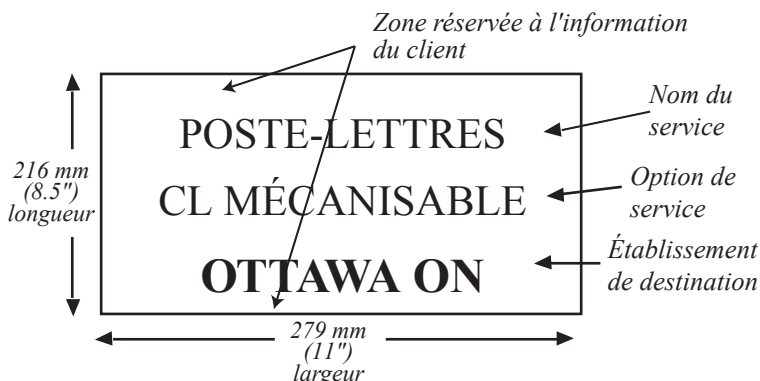 Zone réservée à l'information
du client
POSTE-LETTRES
Nom du
service
216 mm
(8.5")
longueur
CL MÉCANISABLE
Option de
service
OTTAWA ON
Établissement
de destination
279 mm
(11")
largeur